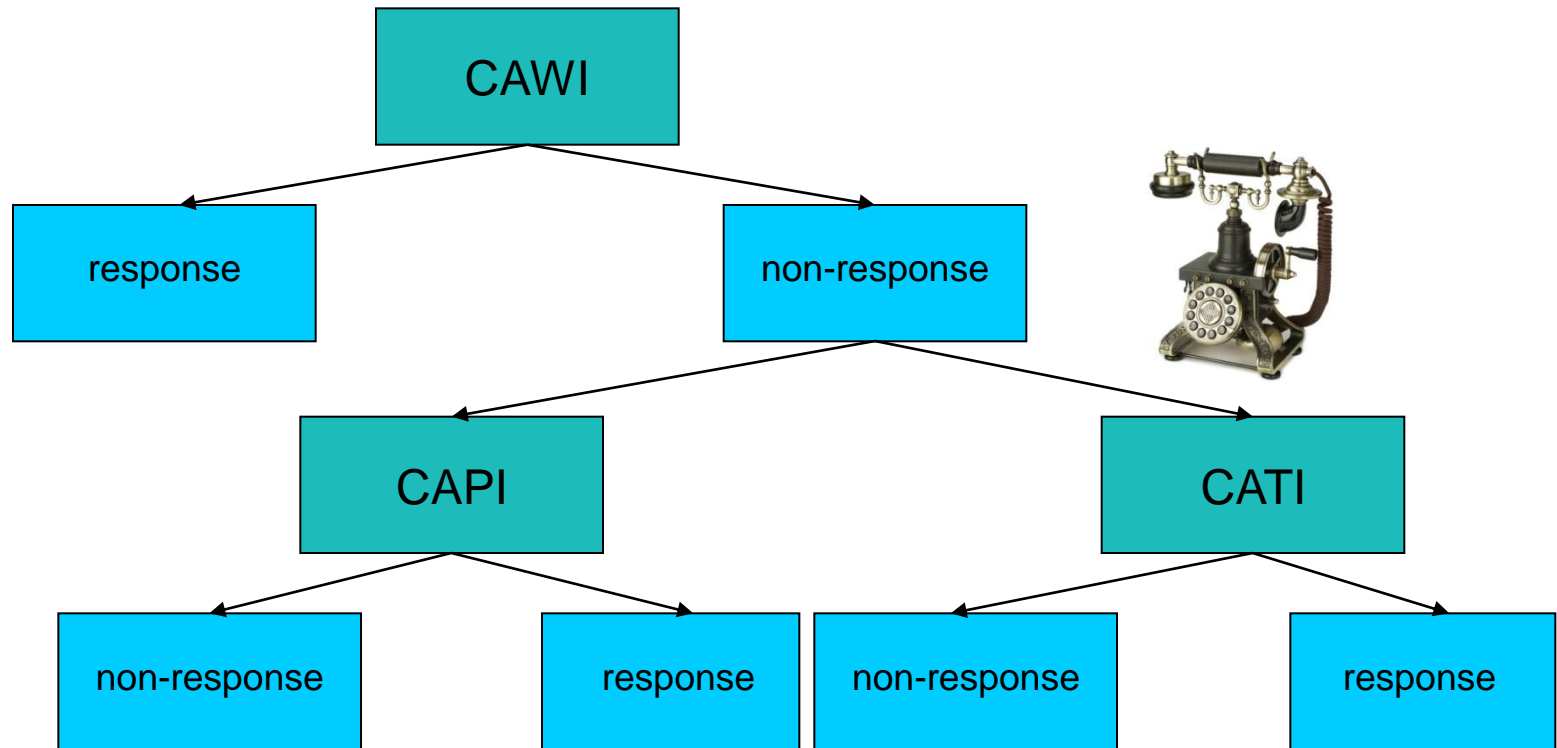 CAWI
response
non-response
CAPI
CATI
non-response
response
non-response
response